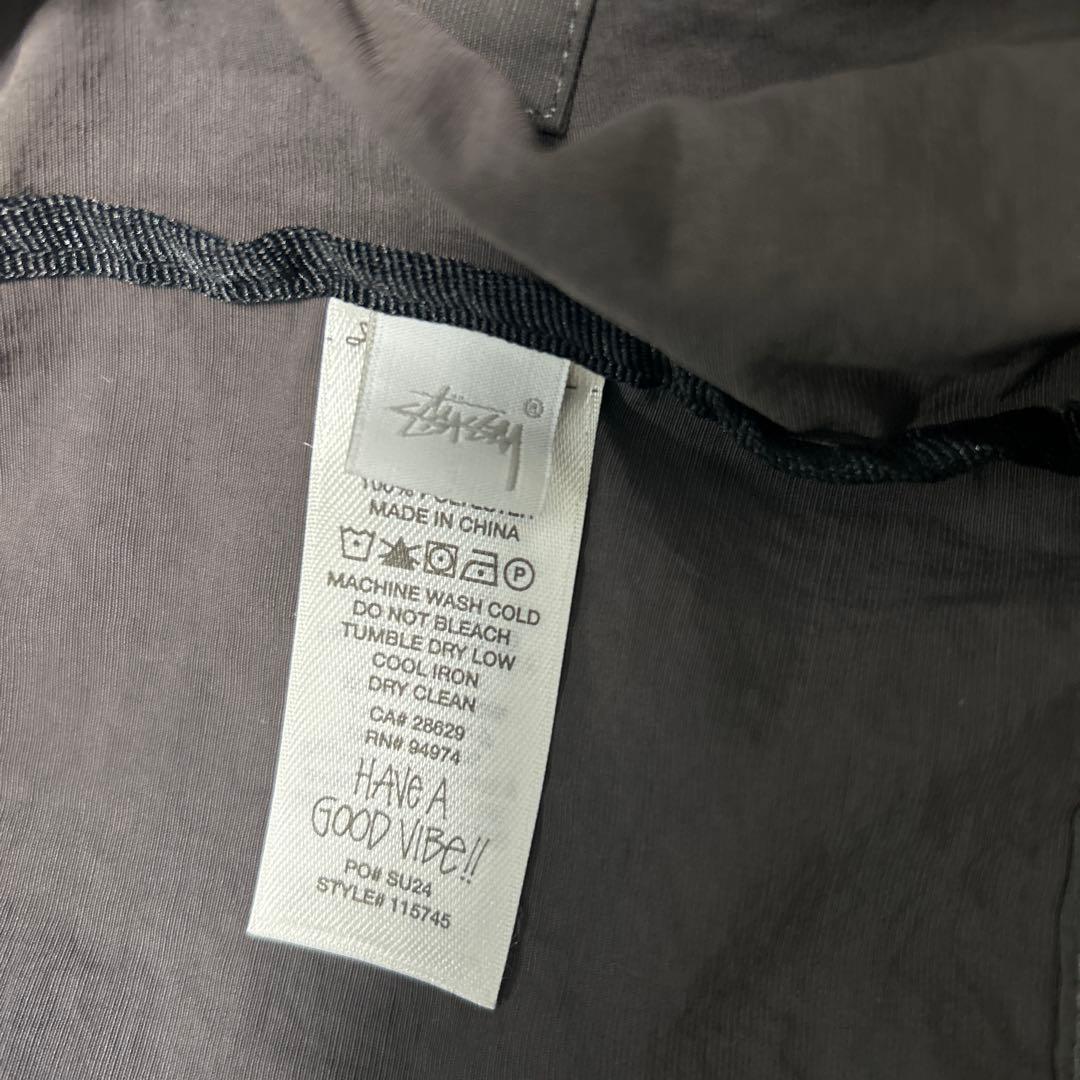 STÜSSY ®
MADE IN CHINA
P
MACHINE WASH COLD
DO NOT BLEACH
TUMBLE DRY LOW
COOL IRON
DRY CLEAN
CA# 28629
RN# 94974
HAVE A
GOOD VIBE!!
PO# SU24
STYLE# 115745